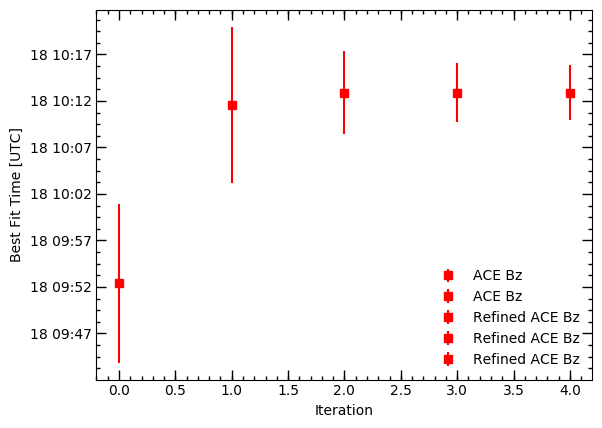 18 10:17
18 10:12
18 10:07
18 10:02
18 09:57
18 09:52
18 09:47
Best Fit Time [UTC]
ACE Bz
ACE Bz
Refined ACE Bz
Refined ACE Bz
Refined ACE Bz
0.0 0.5 1.0 1.5 2.0 2.5 3.0 3.5 4.0
Iteration